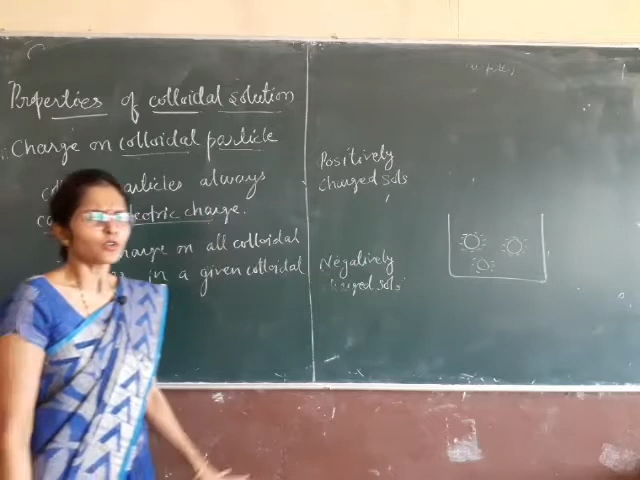 Properties of colloidal solution
Charge on colloidal particle
particles always
electric charge.
charge on all colloidal
in a given colloidal
Positively
charged sols
Negatively
sols